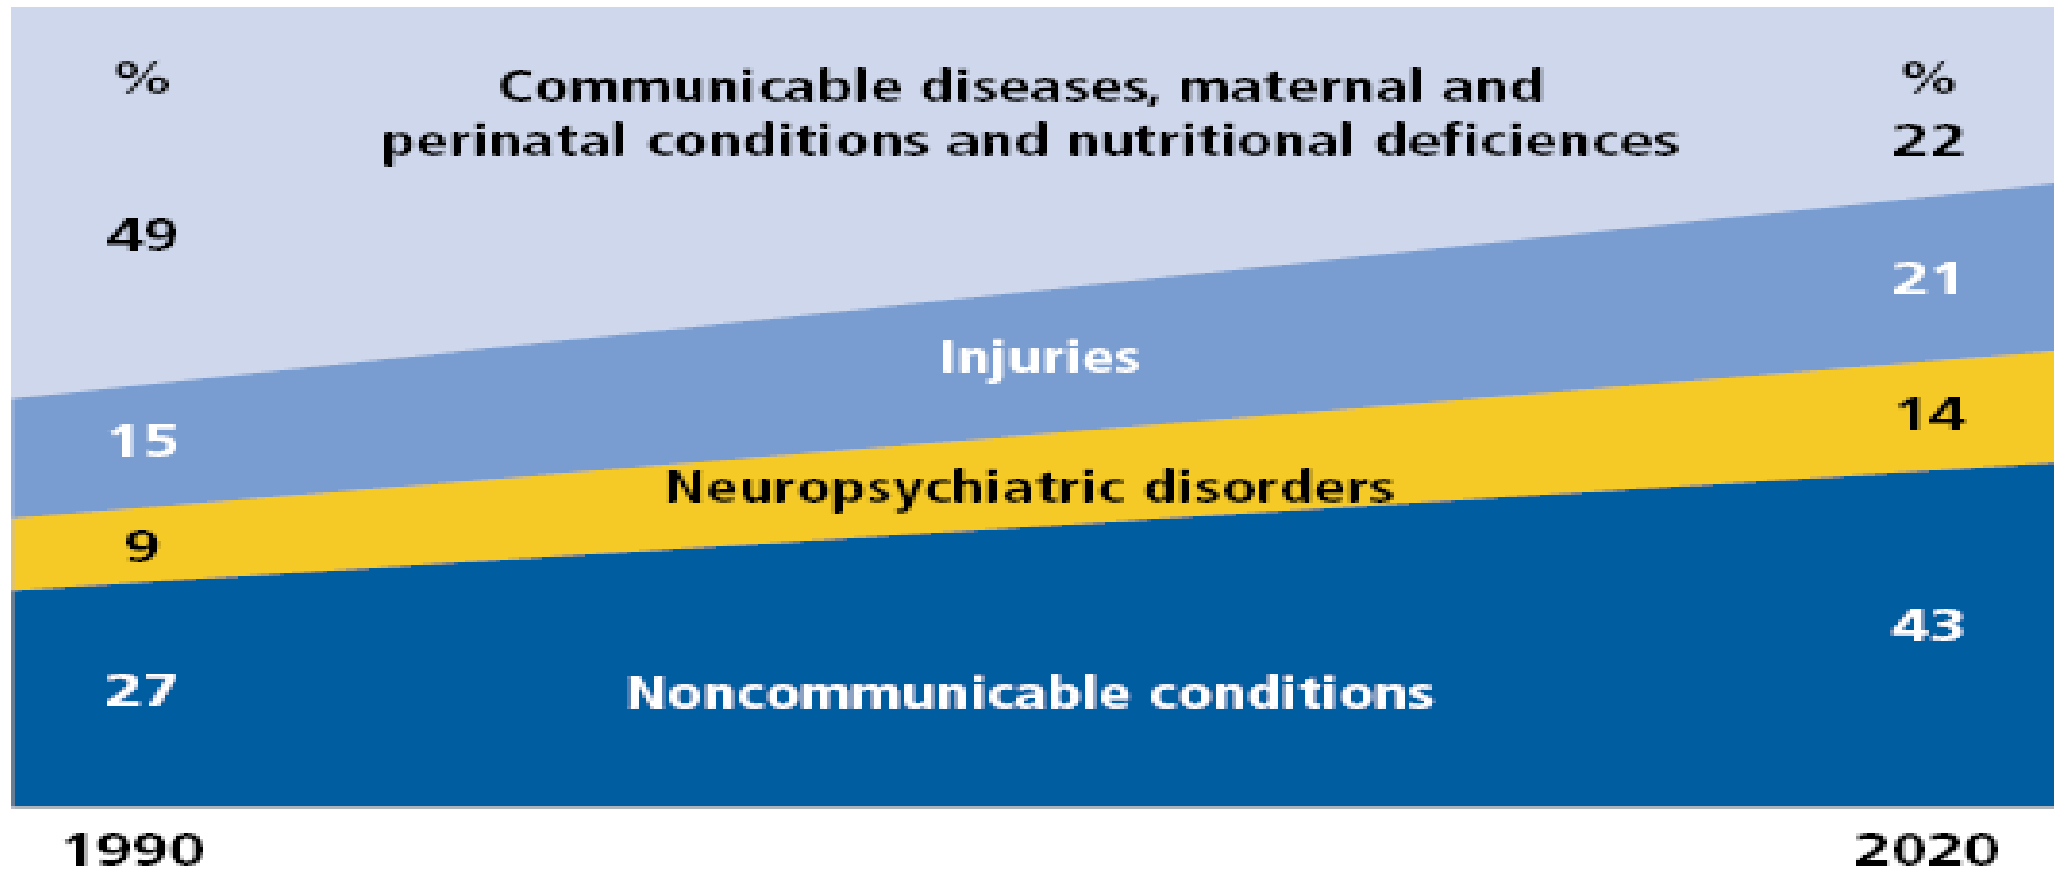 % %
Communicable diseases, maternal and
perinatal conditions and nutritional deficiences 22
49
21
Injuries
15
14
Neuropsychiatric disorders
9
43
27 Noncommunicable conditions
1990 2020